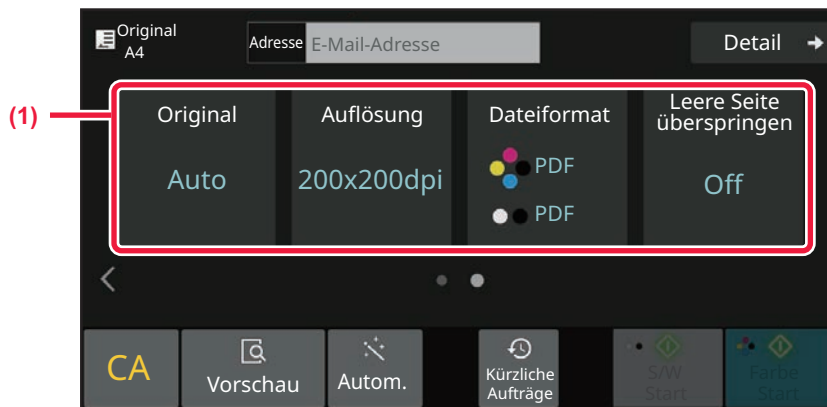 Original
A4
Adresse E-Mail-Adresse
Detail
(1)
Original
Auto
Auflösung
200x200dpi
Dateiformat
PDF
PDF
Leere Seite
überspringen
Off
CA
Vorschau
Autom.
Kürzliche
Aufträge
S/W
Start
Farbe
Start